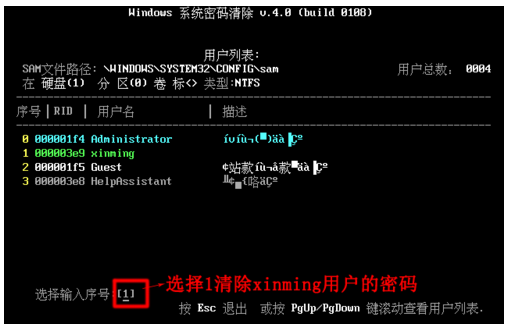 Windows 系统密码清除 v.4.0 (build 0108)
用户列表:
SAM文件路径: \WINDOWS\SYSTEM32\CONFIG\sam 用户总数: 0004
在 硬盘(1) 分 区(0) 卷 标<> 类型:NTFS
序号 | RID | 用户名 | 描述
0 000001f4 Administrator
1 000003e9 xinming
2 000001f5 Guest
3 000003e8 HelpAssistant
选择输入序号:[1] 选择1清除xinming用户的密码
按 Esc 退出 或按 PgUp/PgDown 键滚动查看用户列表.